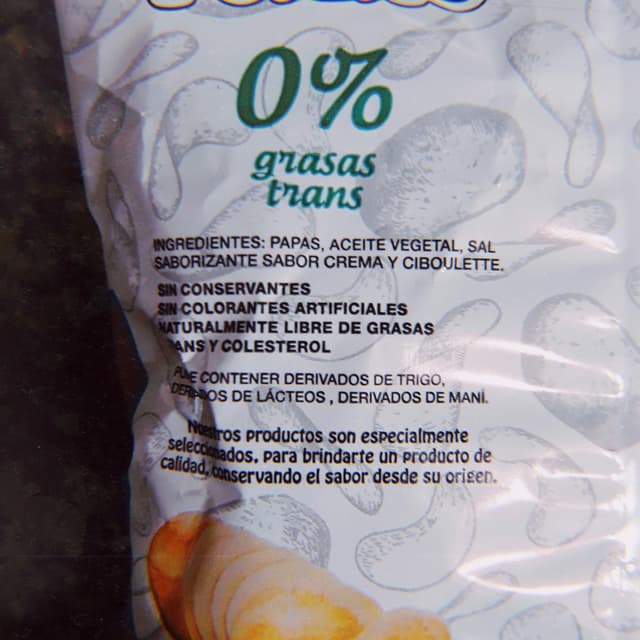 0%
grasas
trans
INGREDIENTES: PAPAS, ACEITE VEGETAL, SAL
SABORIZANTE SABOR CREMA Y CIBOULETTE.
SIN CONSERVANTES
SIN COLORANTES ARTIFICIALES
NATURALMENTE LIBRE DE GRASAS
Y COLESTEROL
CONTENER DERIVADOS DE TRIGO,
DE LÁCTEOS , DERIVADOS DE MANÍ.
Nuestros productos son especialmente
seleccionados, para brindarte un producto de
calidad, conservando el sabor desde su origen.